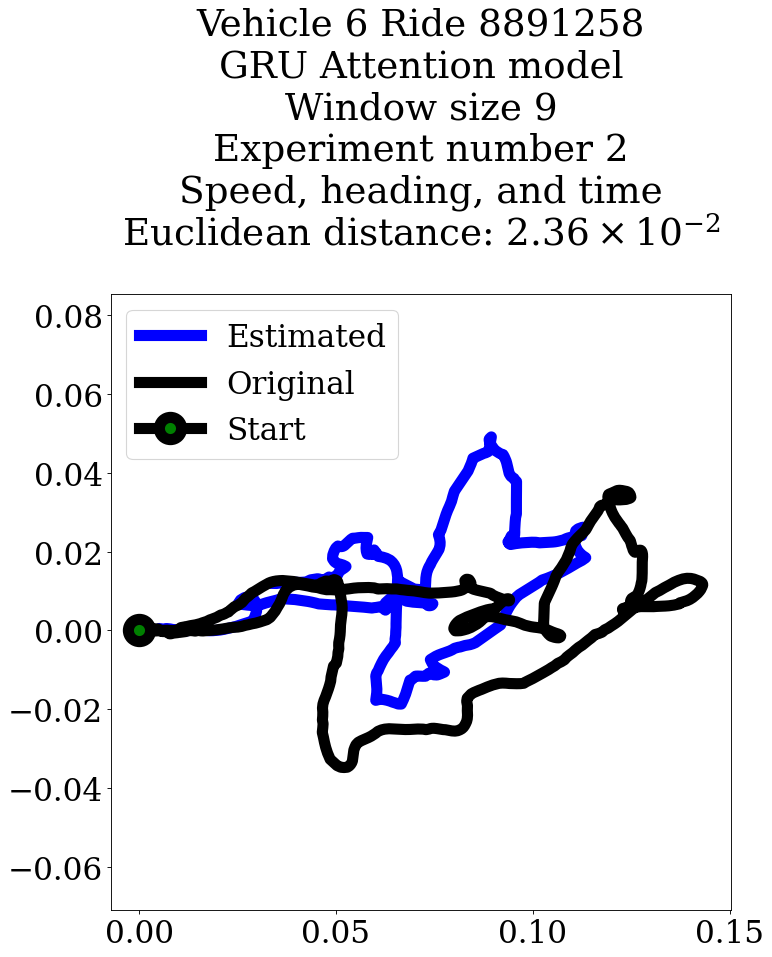 Vehicle 6 Ride 8891258
GRU Attention model
Window size 9
Experiment number 2
Speed, heading, and time
Euclidean distance: 2.36 × 10⁻²
Estimated
Original
Start
0.08
0.06
0.04
0.02
0.00
−0.02
−0.04
−0.06
0.00 0.05 0.10 0.15